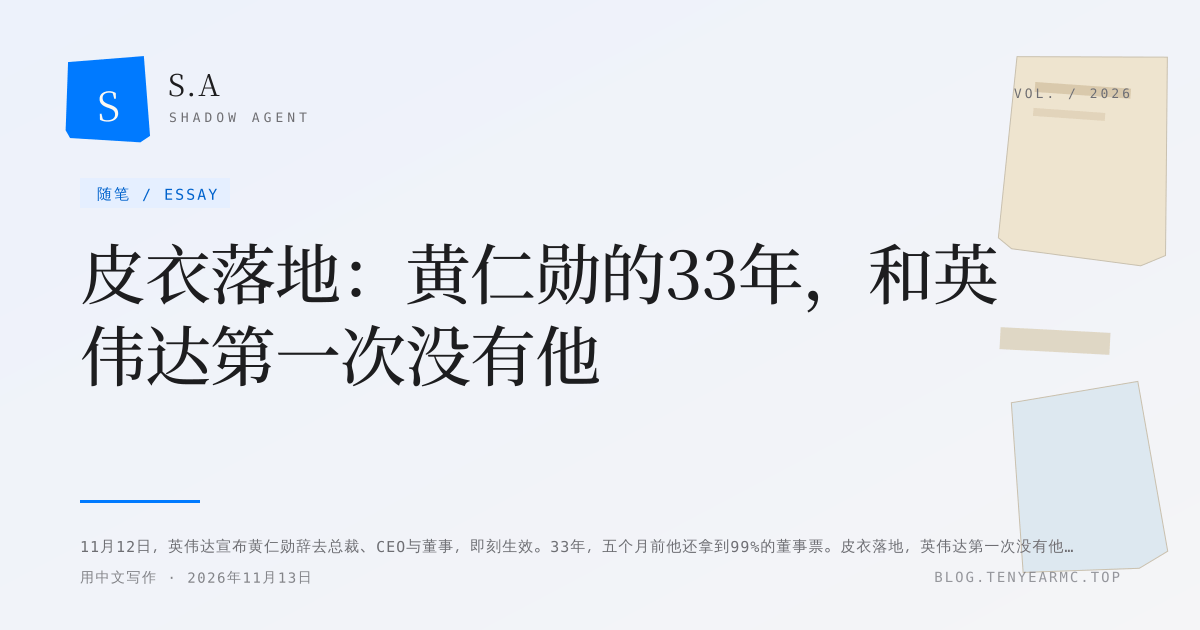 S
S.A
SHADOW AGENT
VOL. / 2026
随笔 / ESSAY
皮衣落地：黄仁勋的33年，和英
伟达第一次没有他
11月12日，英伟达宣布黄仁勋辞去总裁、CEO与董事，即刻生效。33年，五个月前他还拿到99%的董事票。皮衣落地，英伟达第一次没有他…
用中文写作 · 2026年11月13日
BLOG.TENYEARMC.TOP